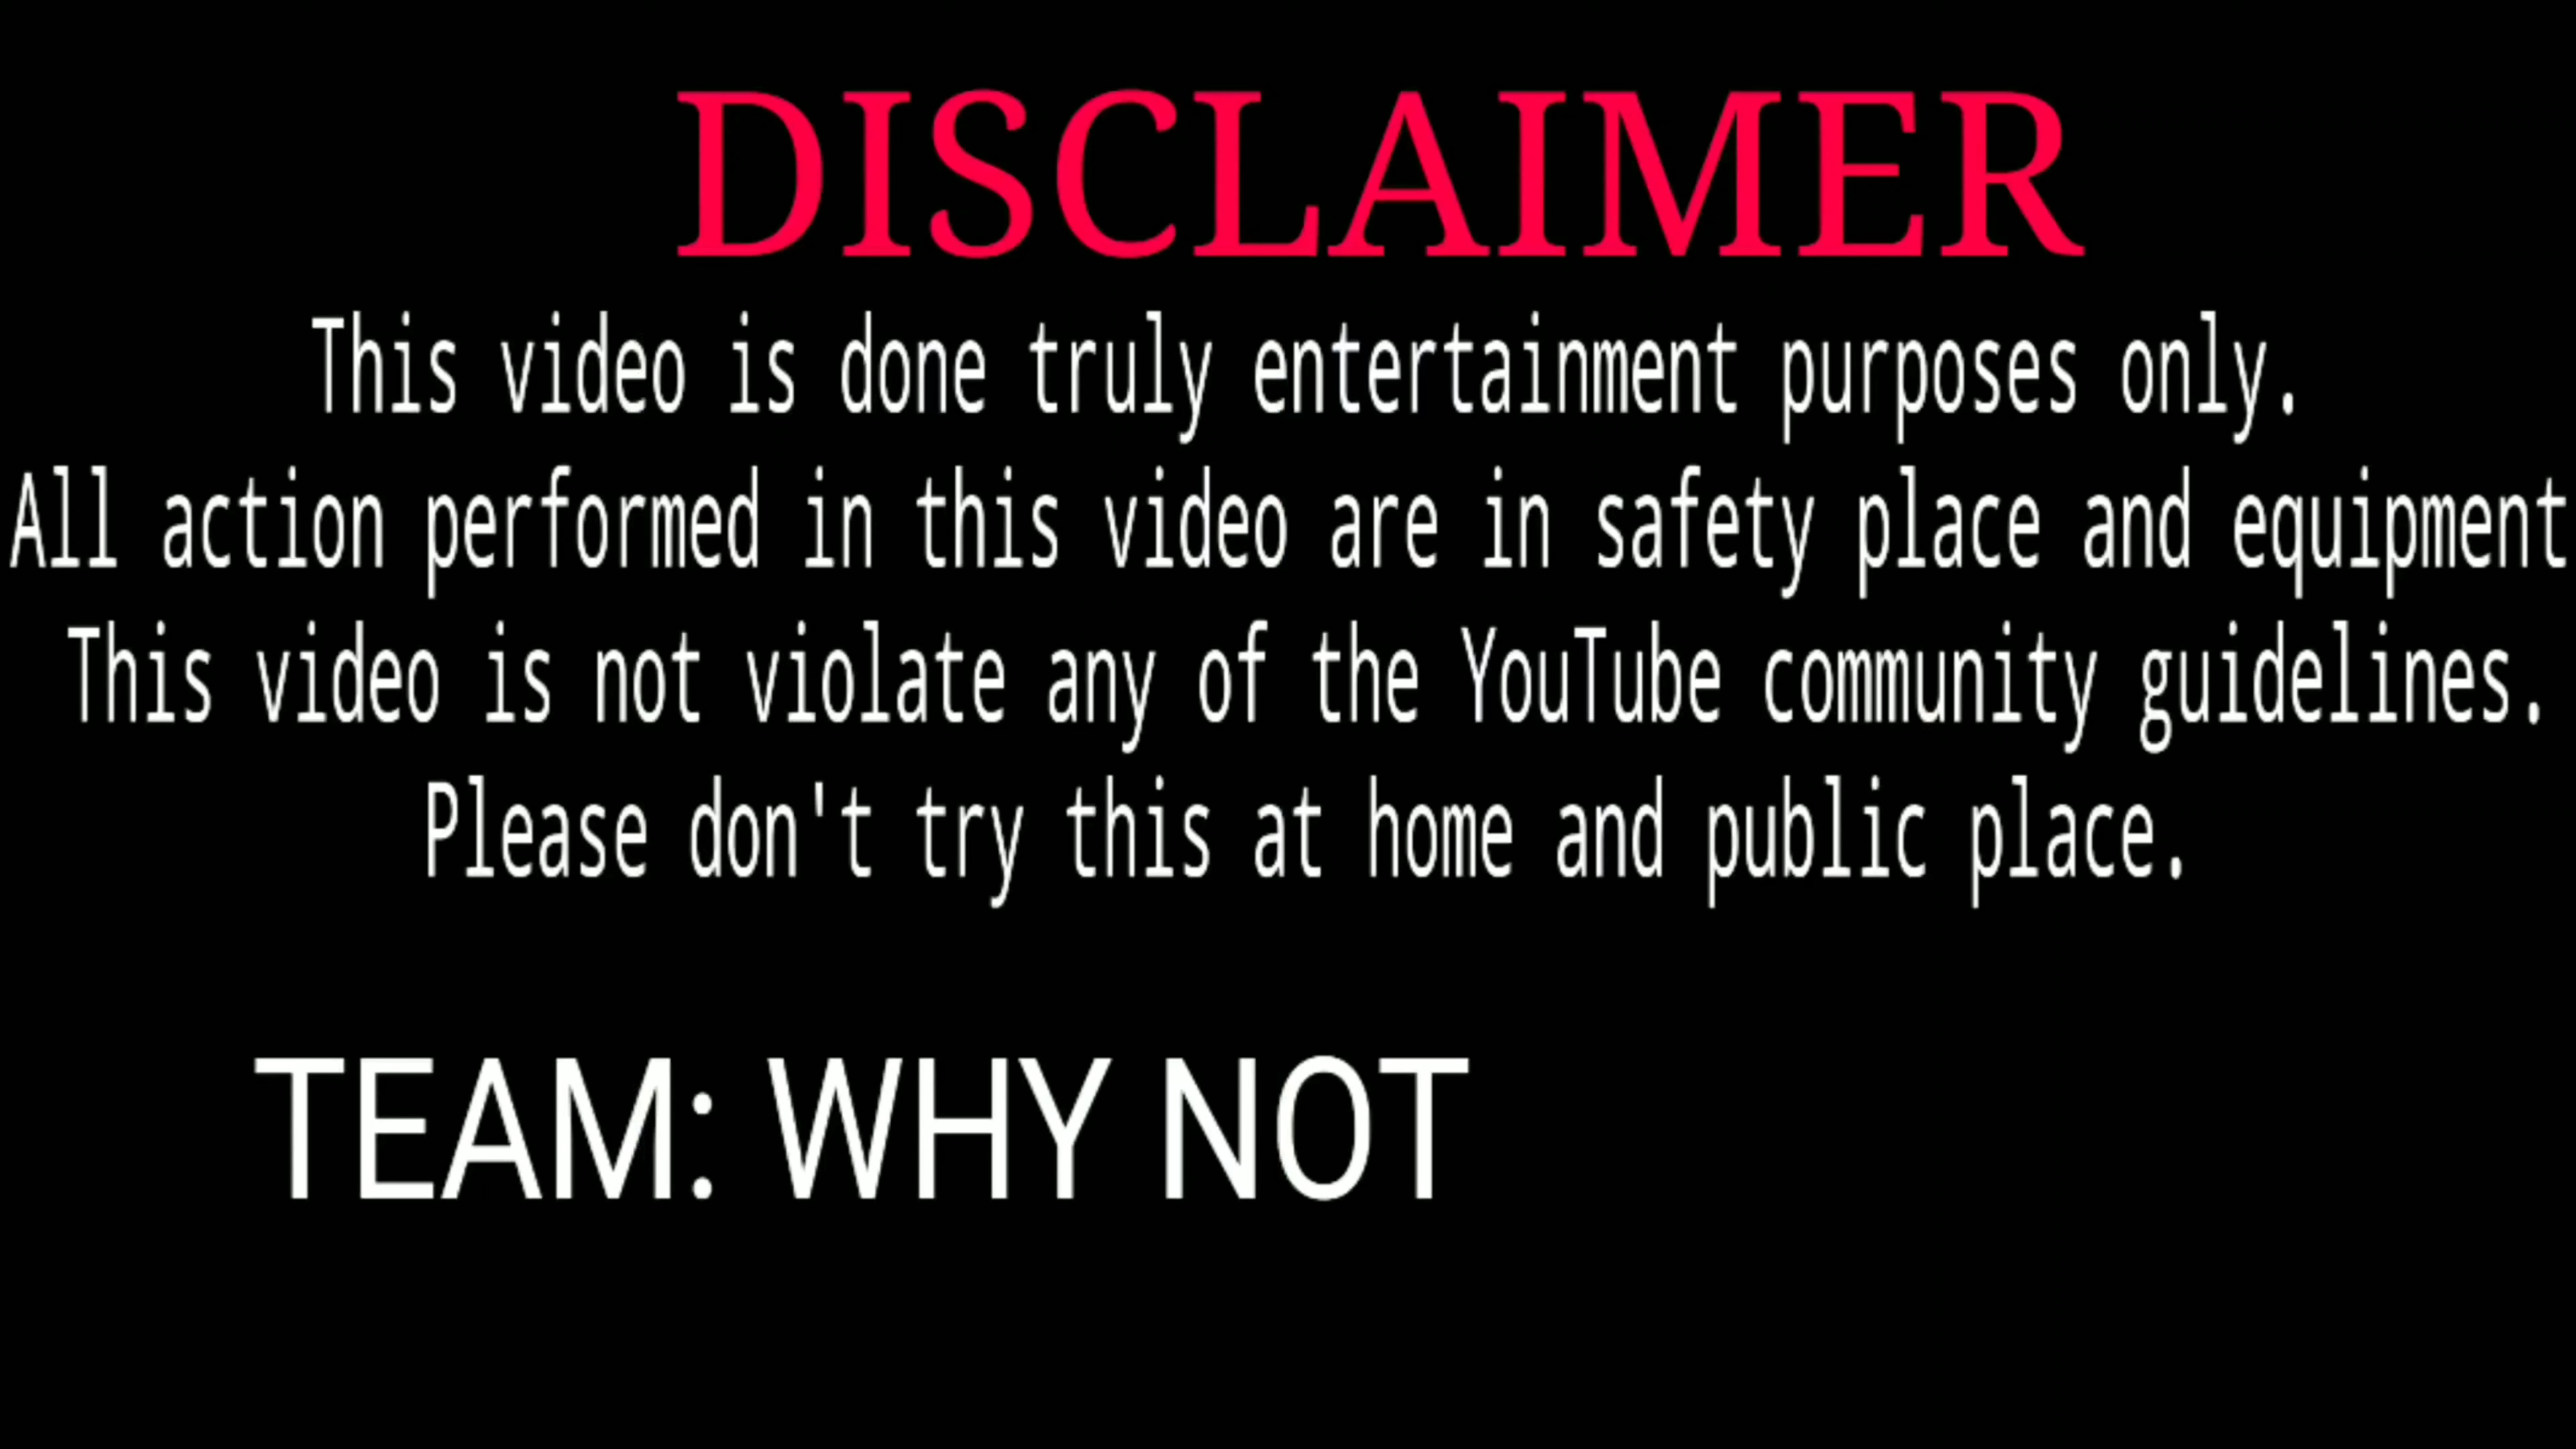 DISCLAIMER
This video is done truly entertainment purposes only.
All action performed in this video are in safety place and equipment
This video is not violate any of the YouTube community guidelines.
Please don't try this at home and public place.
TEAM: WHY NOT